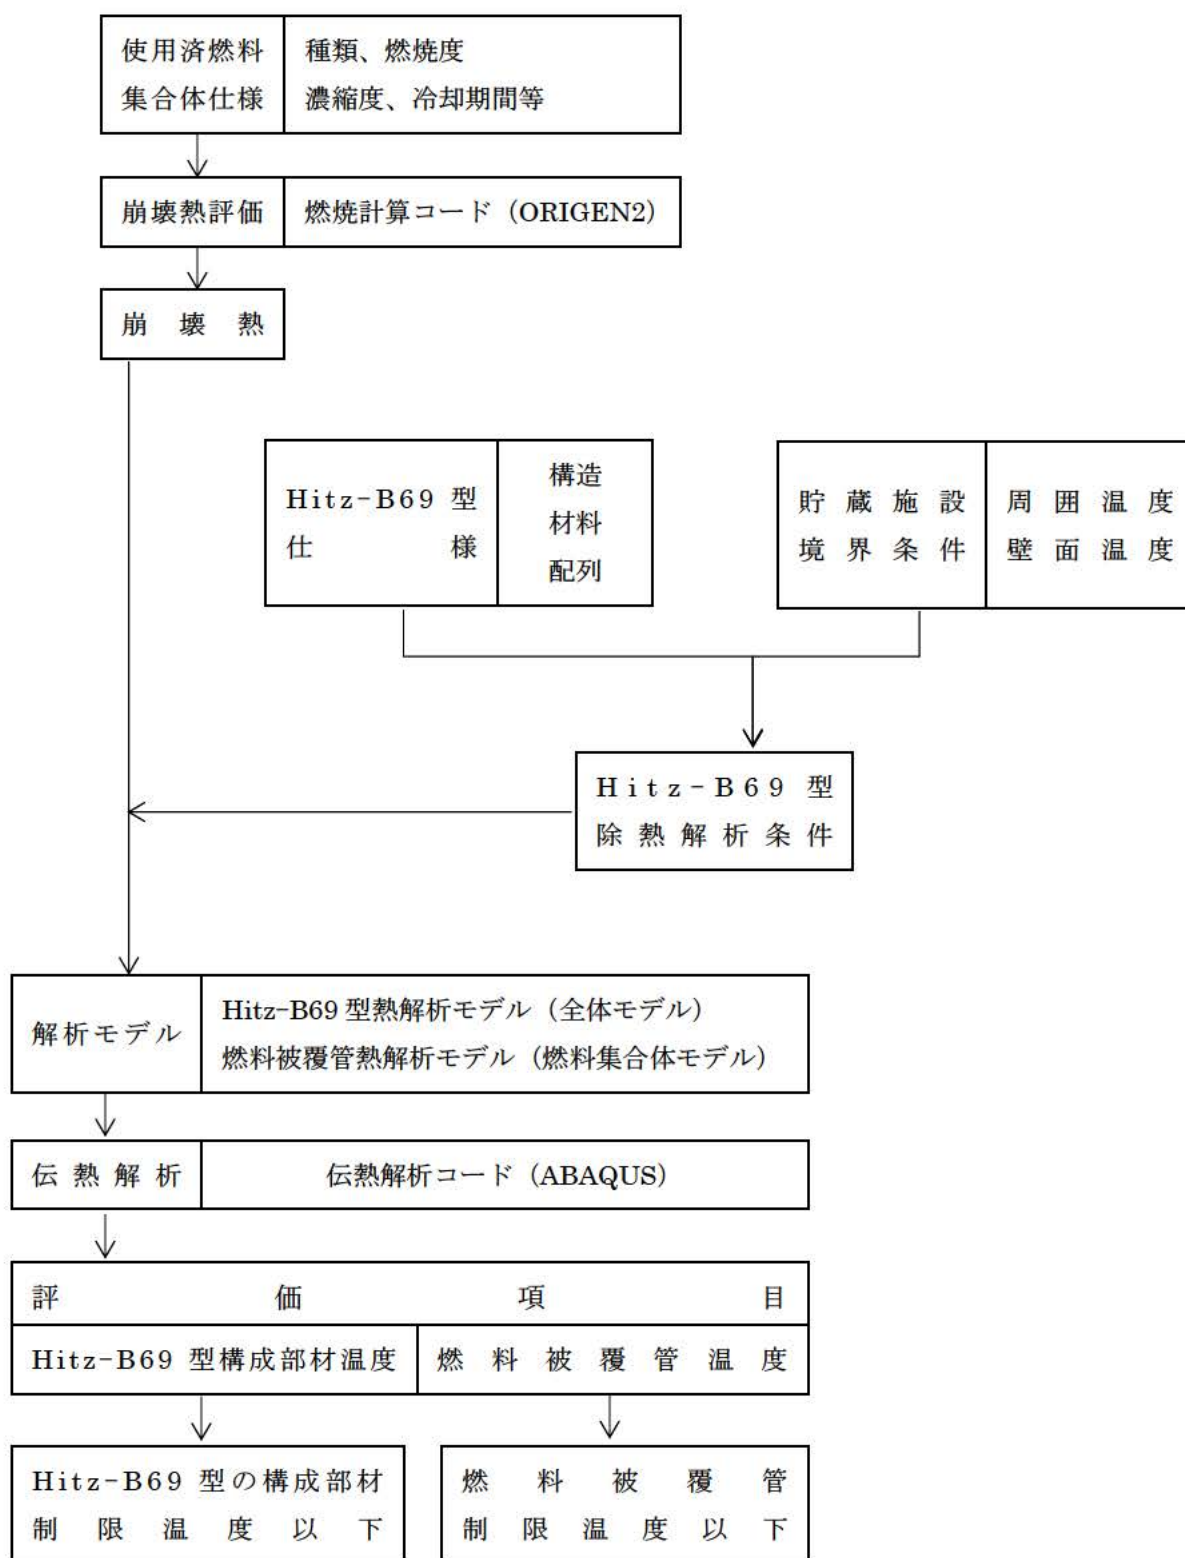 使用済燃料
集合体仕様
種類、燃焼度
濃縮度、冷却期間等
崩壊熱評価
燃焼計算コード（ORIGEN2）
崩壊熱
Hitz-B69 型
仕様
構造
材料
配列
貯蔵施設
境界条件
周囲温度
壁面温度
Hitz-B69 型
除熱解析条件
解析モデル
Hitz-B69 型熱解析モデル（全体モデル）
燃料被覆管熱解析モデル（燃料集合体モデル）
伝熱解析
伝熱解析コード（ABAQUS）
評価項目
Hitz-B69 型構成部材温度
燃料被覆管温度
Hitz-B69 型の構成部材
制限温度以下
燃料被覆管
制限温度以下